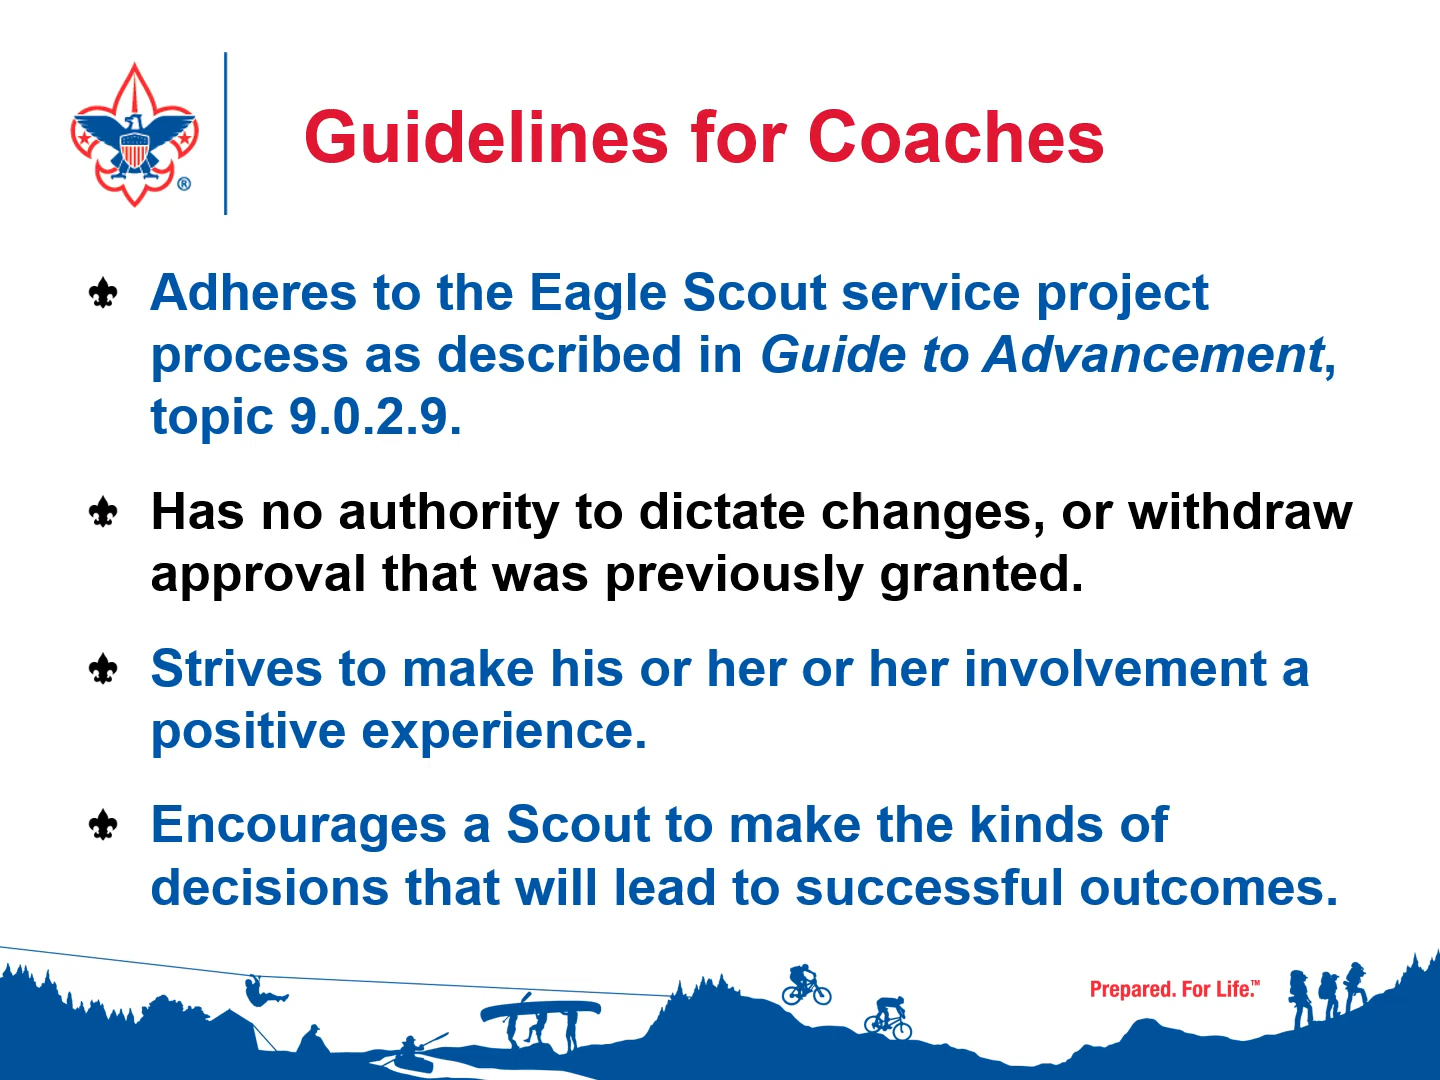 Guidelines for Coaches
Adheres to the Eagle Scout service project
process as described in Guide to Advancement,
topic 9.0.2.9.
Has no authority to dictate changes, or withdraw
approval that was previously granted.
Strives to make his or her or her involvement a
positive experience.
Encourages a Scout to make the kinds of
decisions that will lead to successful outcomes.
Prepared. For Life.™
®